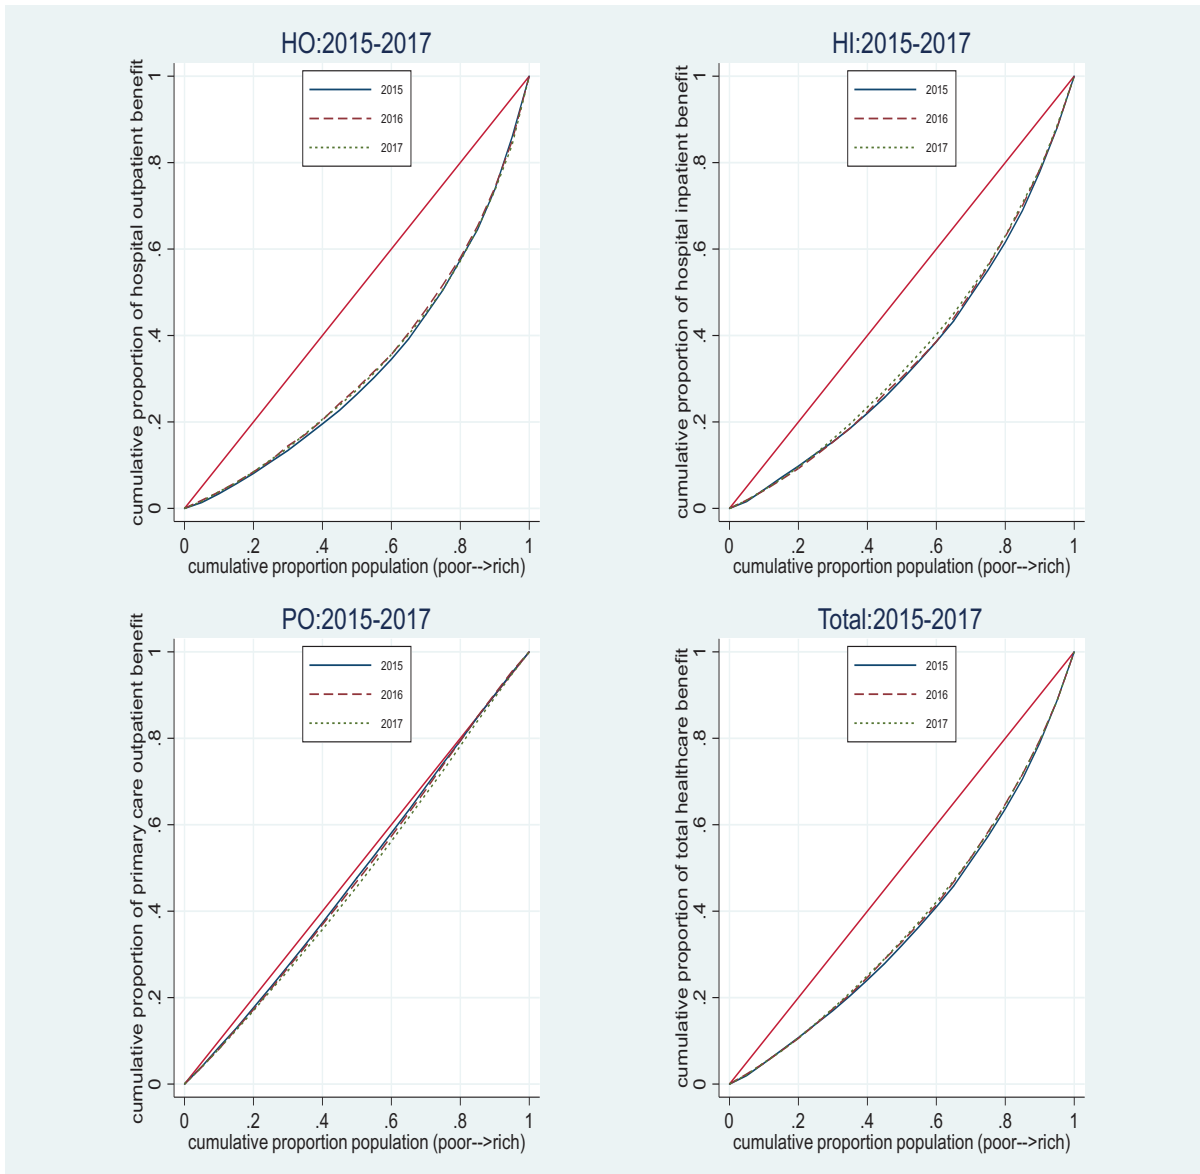 HO:2015-2017
cumulative proportion of hospital outpatient benefit
1
.8
.6
.4
.2
0
2015
2016
2017
0 .2 .4 .6 .8 1
cumulative proportion population (poor-->rich)
HI:2015-2017
cumulative proportion of hospital inpatient benefit
1
.8
.6
.4
.2
0
2015
2016
2017
0 .2 .4 .6 .8 1
cumulative proportion population (poor-->rich)
PO:2015-2017
cumulative proportion of primary care outpatient benefit
1
.8
.6
.4
.2
0
2015
2016
2017
0 .2 .4 .6 .8 1
cumulative proportion population (poor-->rich)
Total:2015-2017
cumulative proportion of total healthcare benefit
1
.8
.6
.4
.2
0
2015
2016
2017
0 .2 .4 .6 .8 1
cumulative proportion population (poor-->rich)